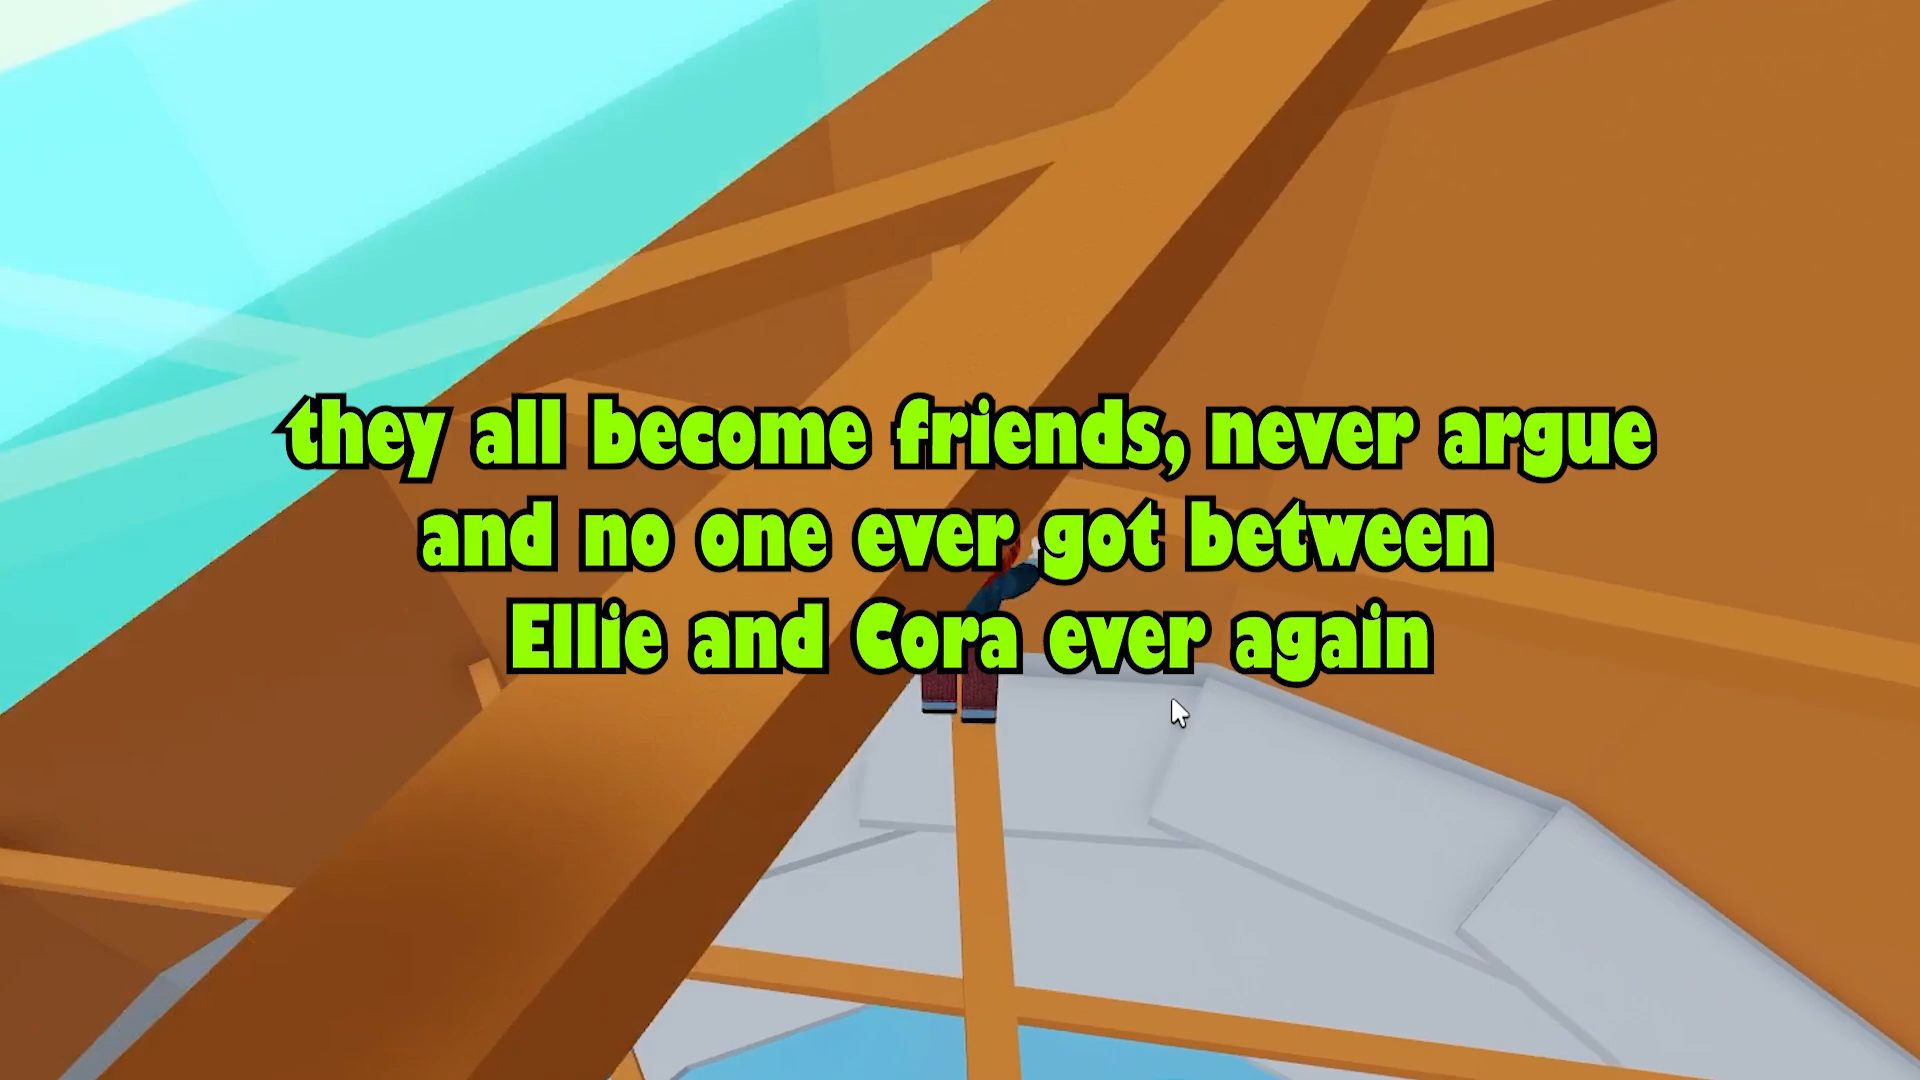 they all become friends, never argue
and no one ever got between
Ellie and Cora ever again